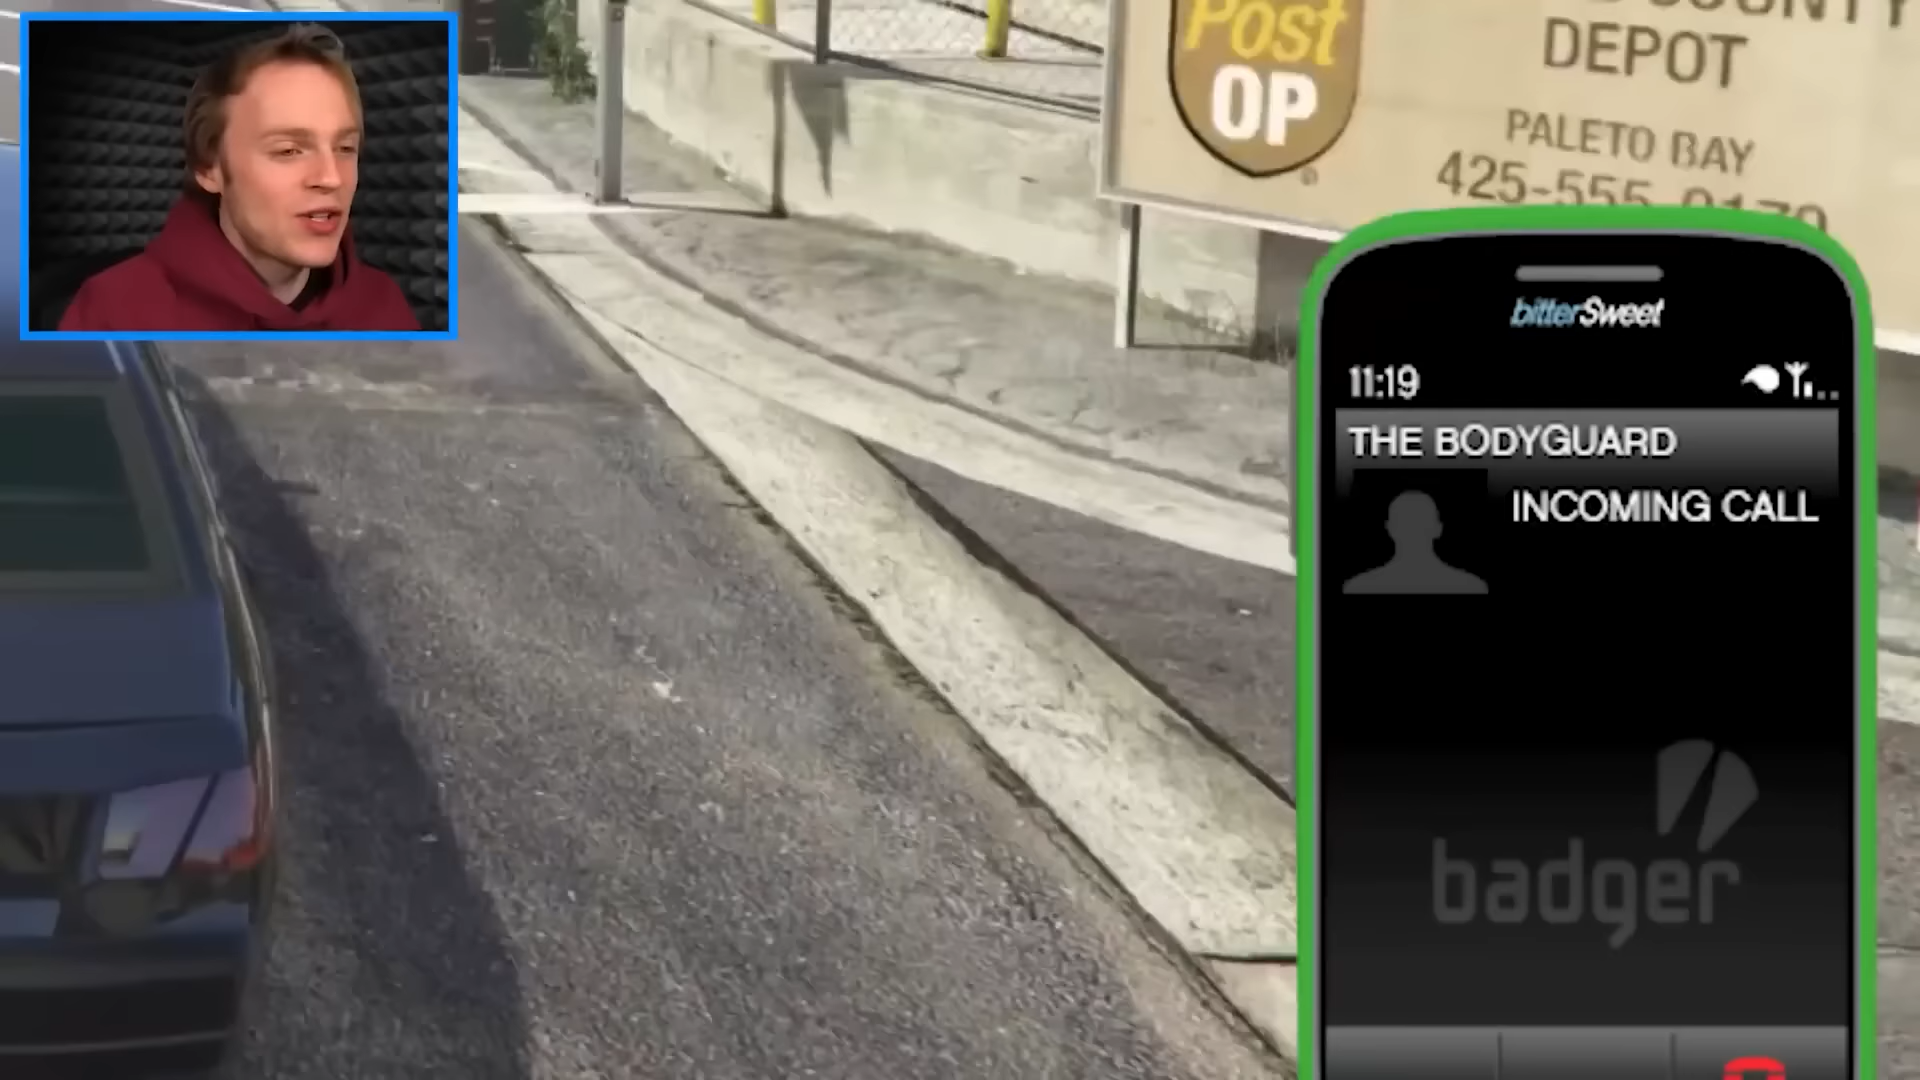 Post
OP
DEPOT
PALETO BAY
bitterSweet
11:19
THE BODYGUARD
INCOMING CALL
badger